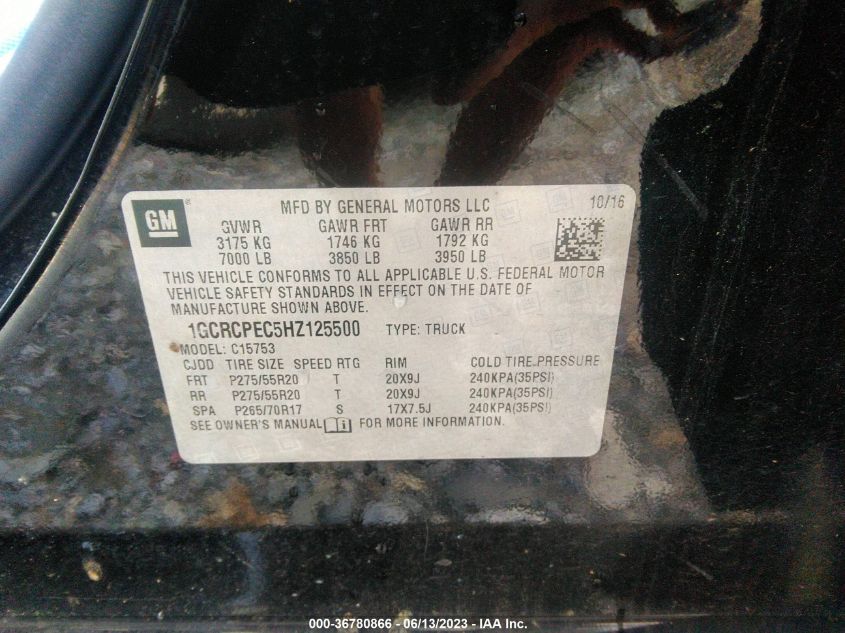 GM
MFD BY GENERAL MOTORS LLC 10/16
GVWR GAWR FRT GAWR RR
3175 KG 1746 KG 1792 KG
7000 LB 3850 LB 3950 LB
THIS VEHICLE CONFORMS TO ALL APPLICABLE U.S. FEDERAL MOTOR
VEHICLE SAFETY STANDARDS IN EFFECT ON THE DATE OF
MANUFACTURE SHOWN ABOVE.
1GCRCPEC5HZ125500 TYPE: TRUCK
MODEL: C15753
CJDD TIRE SIZE SPEED RTG RIM COLD TIRE PRESSURE
FRT P275/55R20 T 20X9J 240KPA(35PSI)
RR P275/55R20 T 20X9J 240KPA(35PSI)
SPA P265/70R17 S 17X7.5J 240KPA(35PSI)
SEE OWNER'S MANUAL FOR MORE INFORMATION.
000-36780866 - 06/13/2023 - IAA Inc.